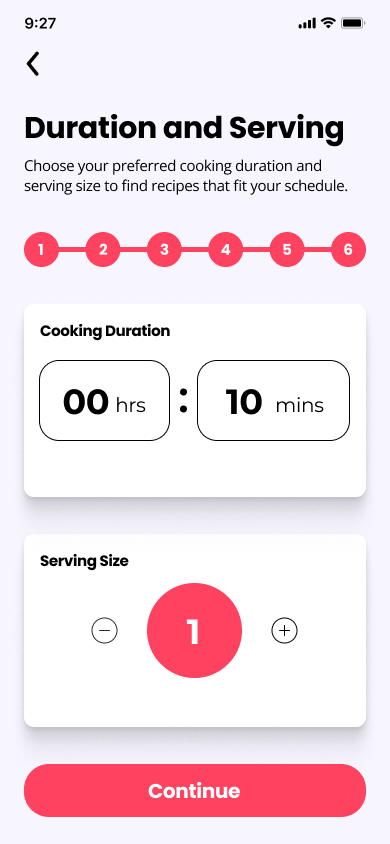 9:27
Duration and Serving
Choose your preferred cooking duration and
serving size to find recipes that fit your schedule.
1 2 3 4 5 6
Cooking Duration
00 hrs : 10 mins
Serving Size
1
Continue